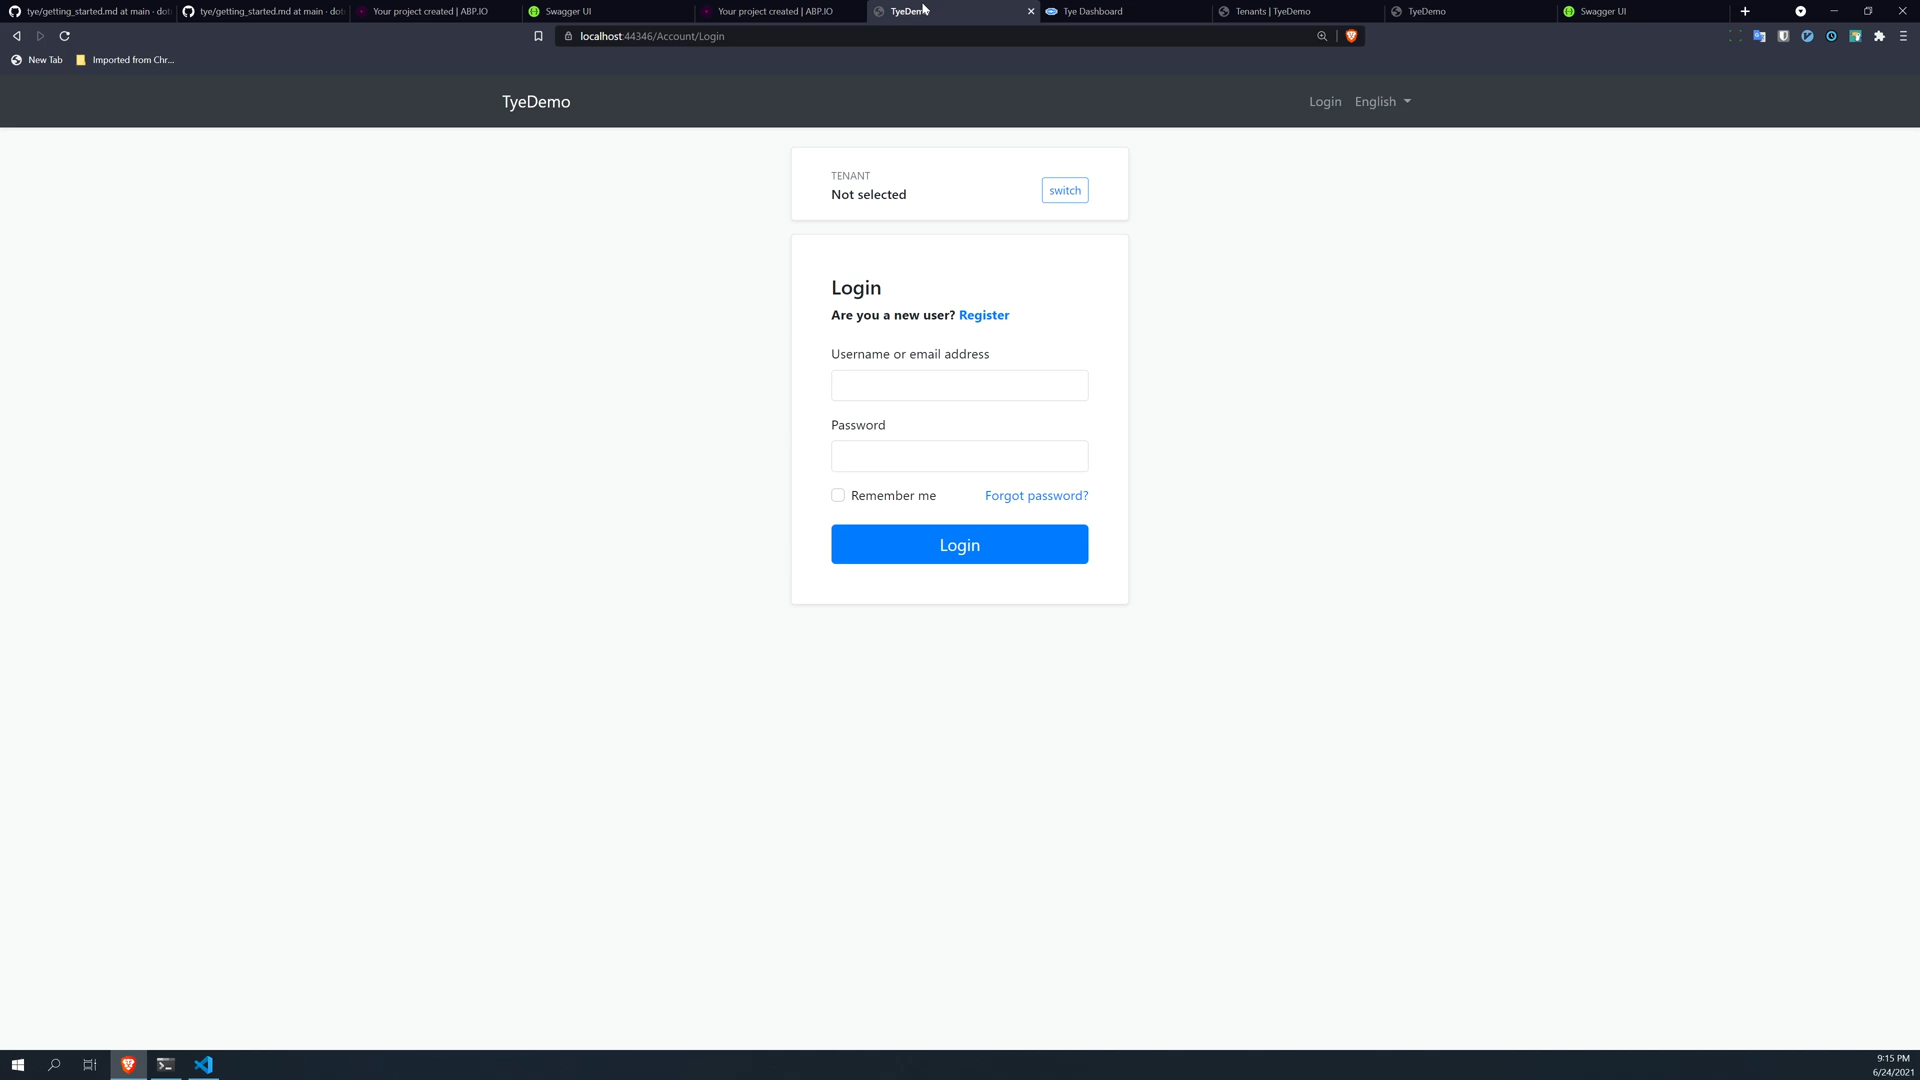 tye/getting_started.md at main · dot
tye/getting_started.md at main · dot
Your project created | ABP.IO
Swagger UI
Your project created | ABP.IO
TyeDemo
Tye Dashboard
Tenants | TyeDemo
TyeDemo
Swagger UI
localhost:44346/Account/Login
New Tab
Imported from Chr...
TyeDemo
Login
English
TENANT
Not selected
switch
Login
Are you a new user? Register
Username or email address
Password
Remember me
Forgot password?
Login
9:15 PM
6/24/2021